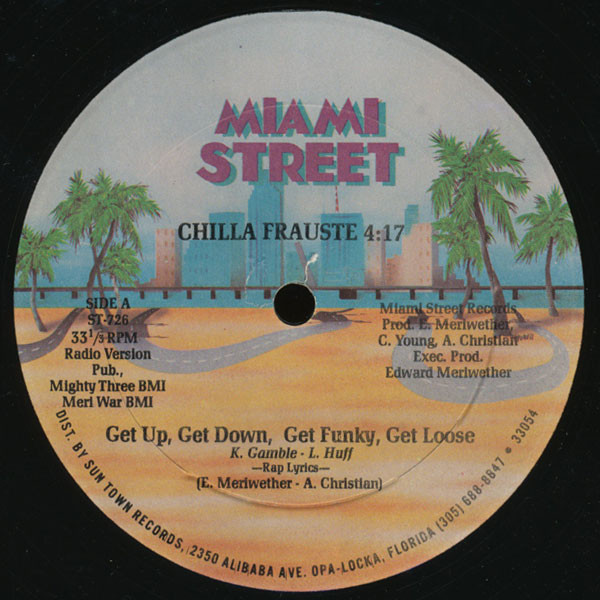 MIAMI
STREET
CHILLA FRAUSTE 4:17
SIDE A
ST-726
33 1/3 RPM
Radio Version
Pub.,
Mighty Three BMI
Meri War BMI
Miami Street Records
Prod. E. Meriwether,
C. Young, A. Christian
Exec. Prod.
Edward Meriwether
Get Up, Get Down, Get Funky, Get Loose
K. Gamble - L. Huff
—Rap Lyrics—
(E. Meriwether - A. Christian)
DIST. BY SUN TOWN RECORDS, 2350 ALIBABA AVE. OPA-LOCKA, FLORIDA (305) 688-8847 • 33054